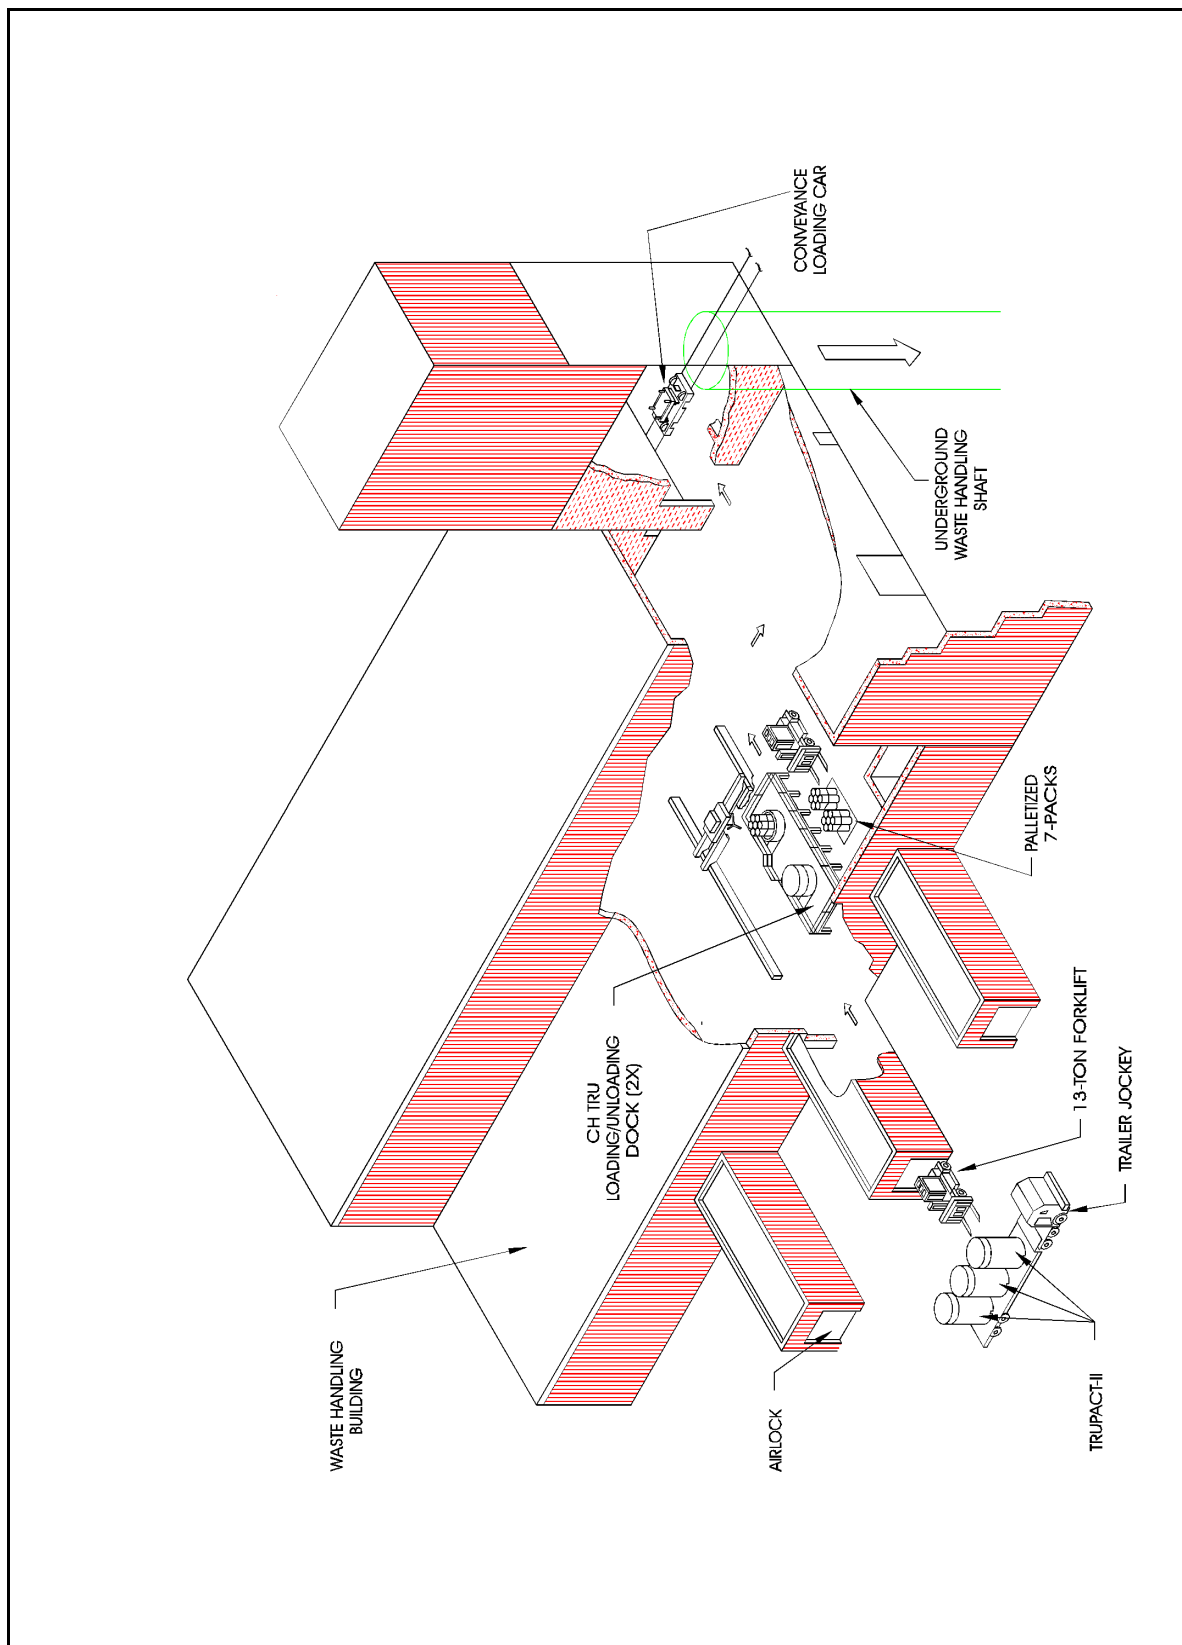 WASTE HANDLING
BUILDING
CH TRU
LOADING/UNLOADING
DOCK (2X)
CONVEYANCE
LOADING CAR
AIRLOCK
UNDERGROUND
WASTE HANDLING
SHAFT
PALLETIZED
7-PACKS
13-TON FORKLIFT
TRAILER JOCKEY
TRUPACT-II